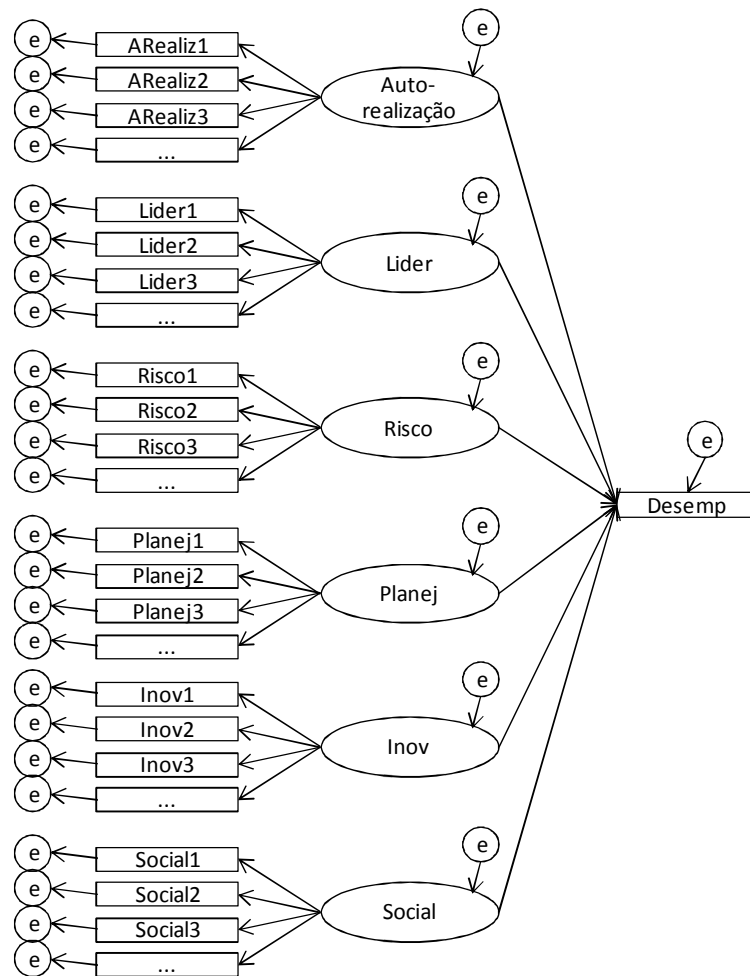 e
ARealiz1
e
ARealiz2
e
ARealiz3
e
...
e
Auto-
realização
e
Lider1
e
Lider2
e
Lider3
e
...
e
Lider
e
Risco1
e
Risco2
e
Risco3
e
...
e
Risco
e
Desemp
e
Planej1
e
Planej2
e
Planej3
e
...
e
Planej
e
Inov1
e
Inov2
e
Inov3
e
...
e
Inov
e
Social1
e
Social2
e
Social3
e
...
e
Social